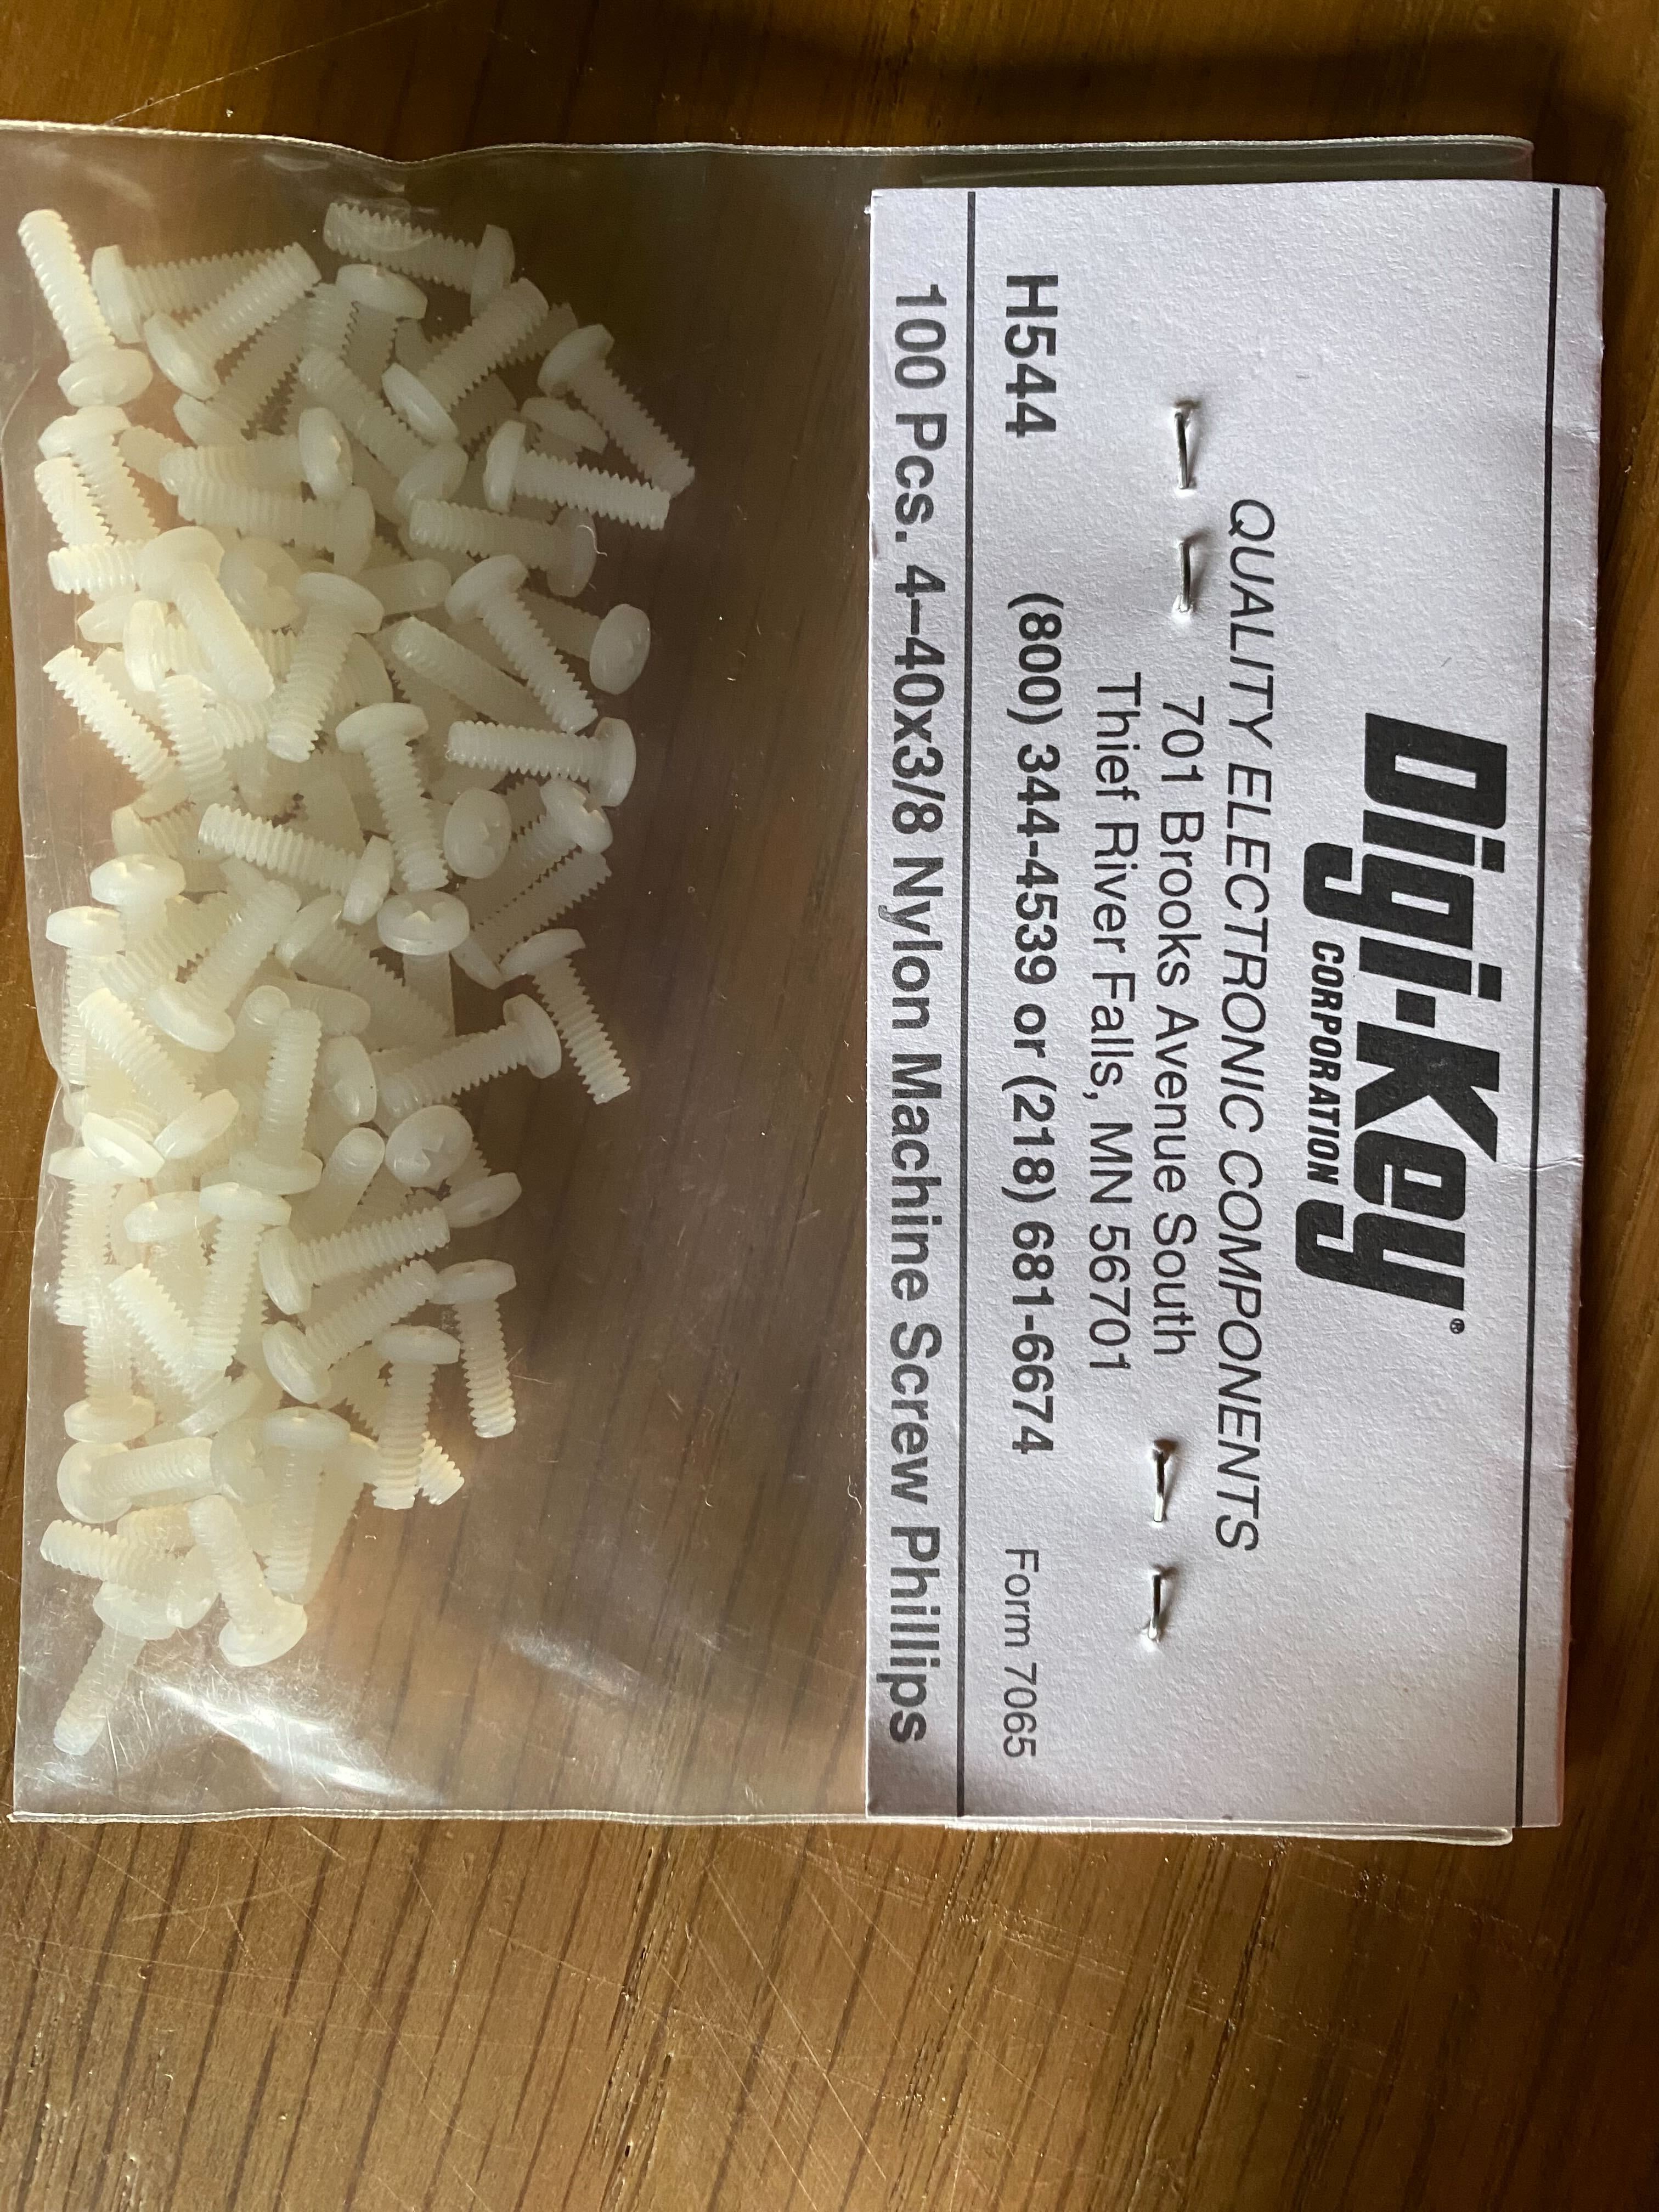 Digi-Key®
CORPORATION
QUALITY ELECTRONIC COMPONENTS
701 Brooks Avenue South
Thief River Falls, MN 56701
H544 (800) 344-4539 or (218) 681-6674 Form 7065
100 Pcs. 4–40x3/8 Nylon Machine Screw Phillips